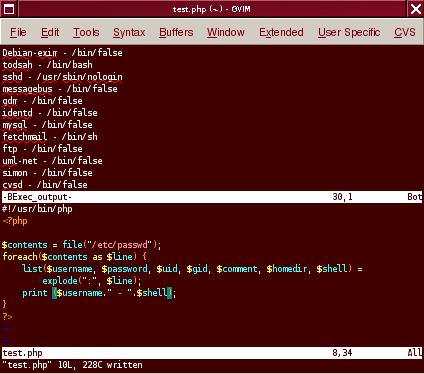 test.php (~) - GVIM
File Edit Tools Syntax Buffers Window Extended User Specific CVS
Debian-exim - /bin/false
todsah - /bin/bash
sshd - /usr/sbin/nologin
messagebus - /bin/false
gdm - /bin/false
identd - /bin/false
mysql - /bin/false
fetchmail - /bin/sh
ftp - /bin/false
uml-net - /bin/false
simon - /bin/false
cvsd - /bin/false
-BExec_output- 30,1 Bot
#!/usr/bin/php
<?php
$contents = file("/etc/passwd");
foreach($contents as $line) {
    list($username, $password, $uid, $gid, $comment, $homedir, $shell) =
        explode(":", $line);
    print ($username." - ".$shell);
}
?>
~
~
test.php 8,34 All
"test.php" 10L, 228C written